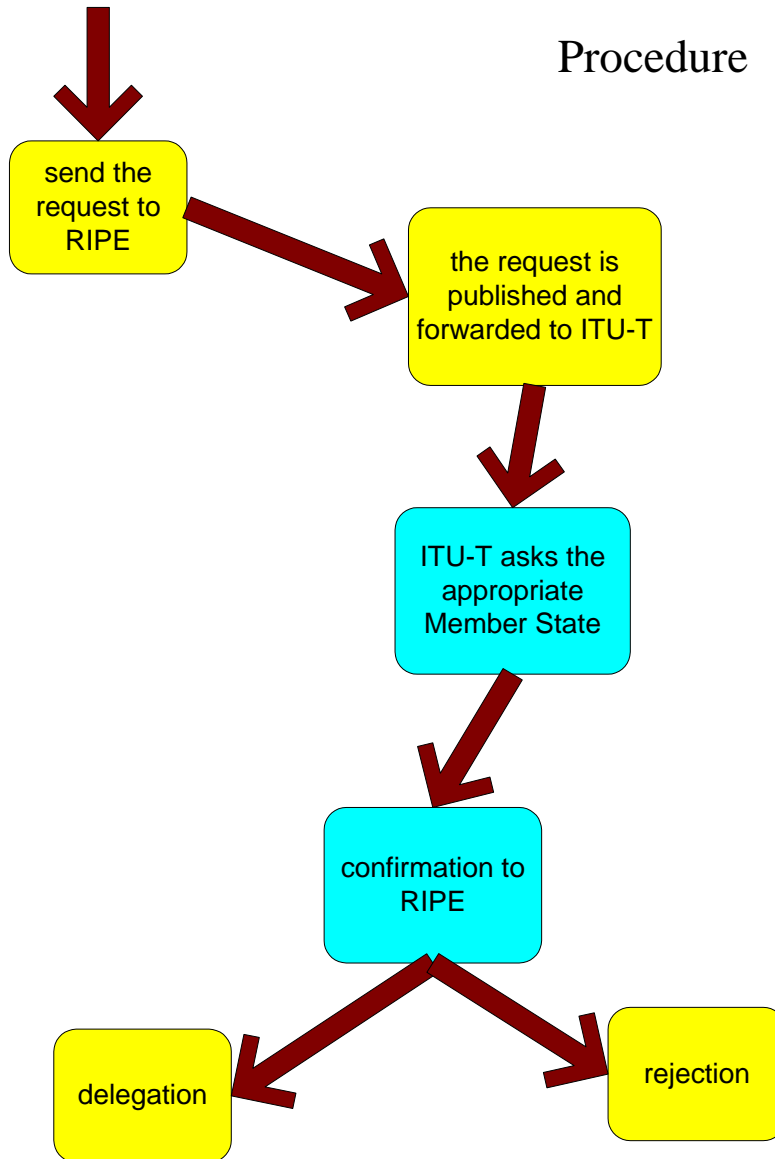 Procedure
send the
request to
RIPE
the request is
published and
forwarded to ITU-T
ITU-T asks the
appropriate
Member State
confirmation to
RIPE
delegation
rejection